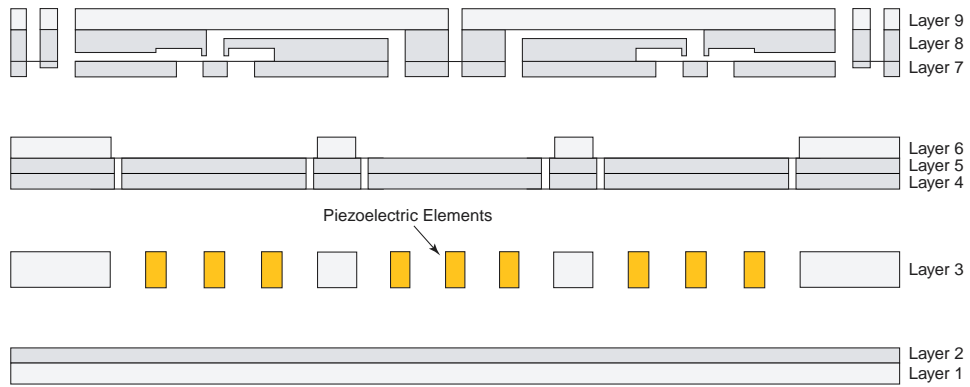 Layer 9
Layer 8
Layer 7
Layer 6
Layer 5
Layer 4
Piezoelectric Elements
Layer 3
Layer 2
Layer 1